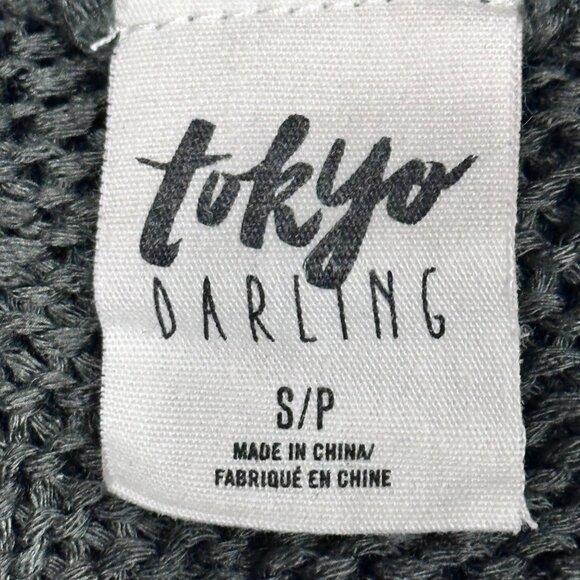 tokyo
DARLING
S/P
MADE IN CHINA/
FABRIQUÉ EN CHINE